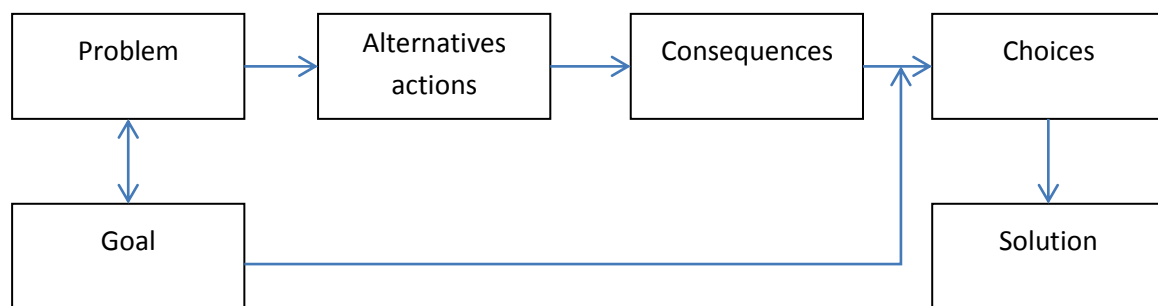 Problem
Alternatives
actions
Consequences
Choices
Goal
Solution